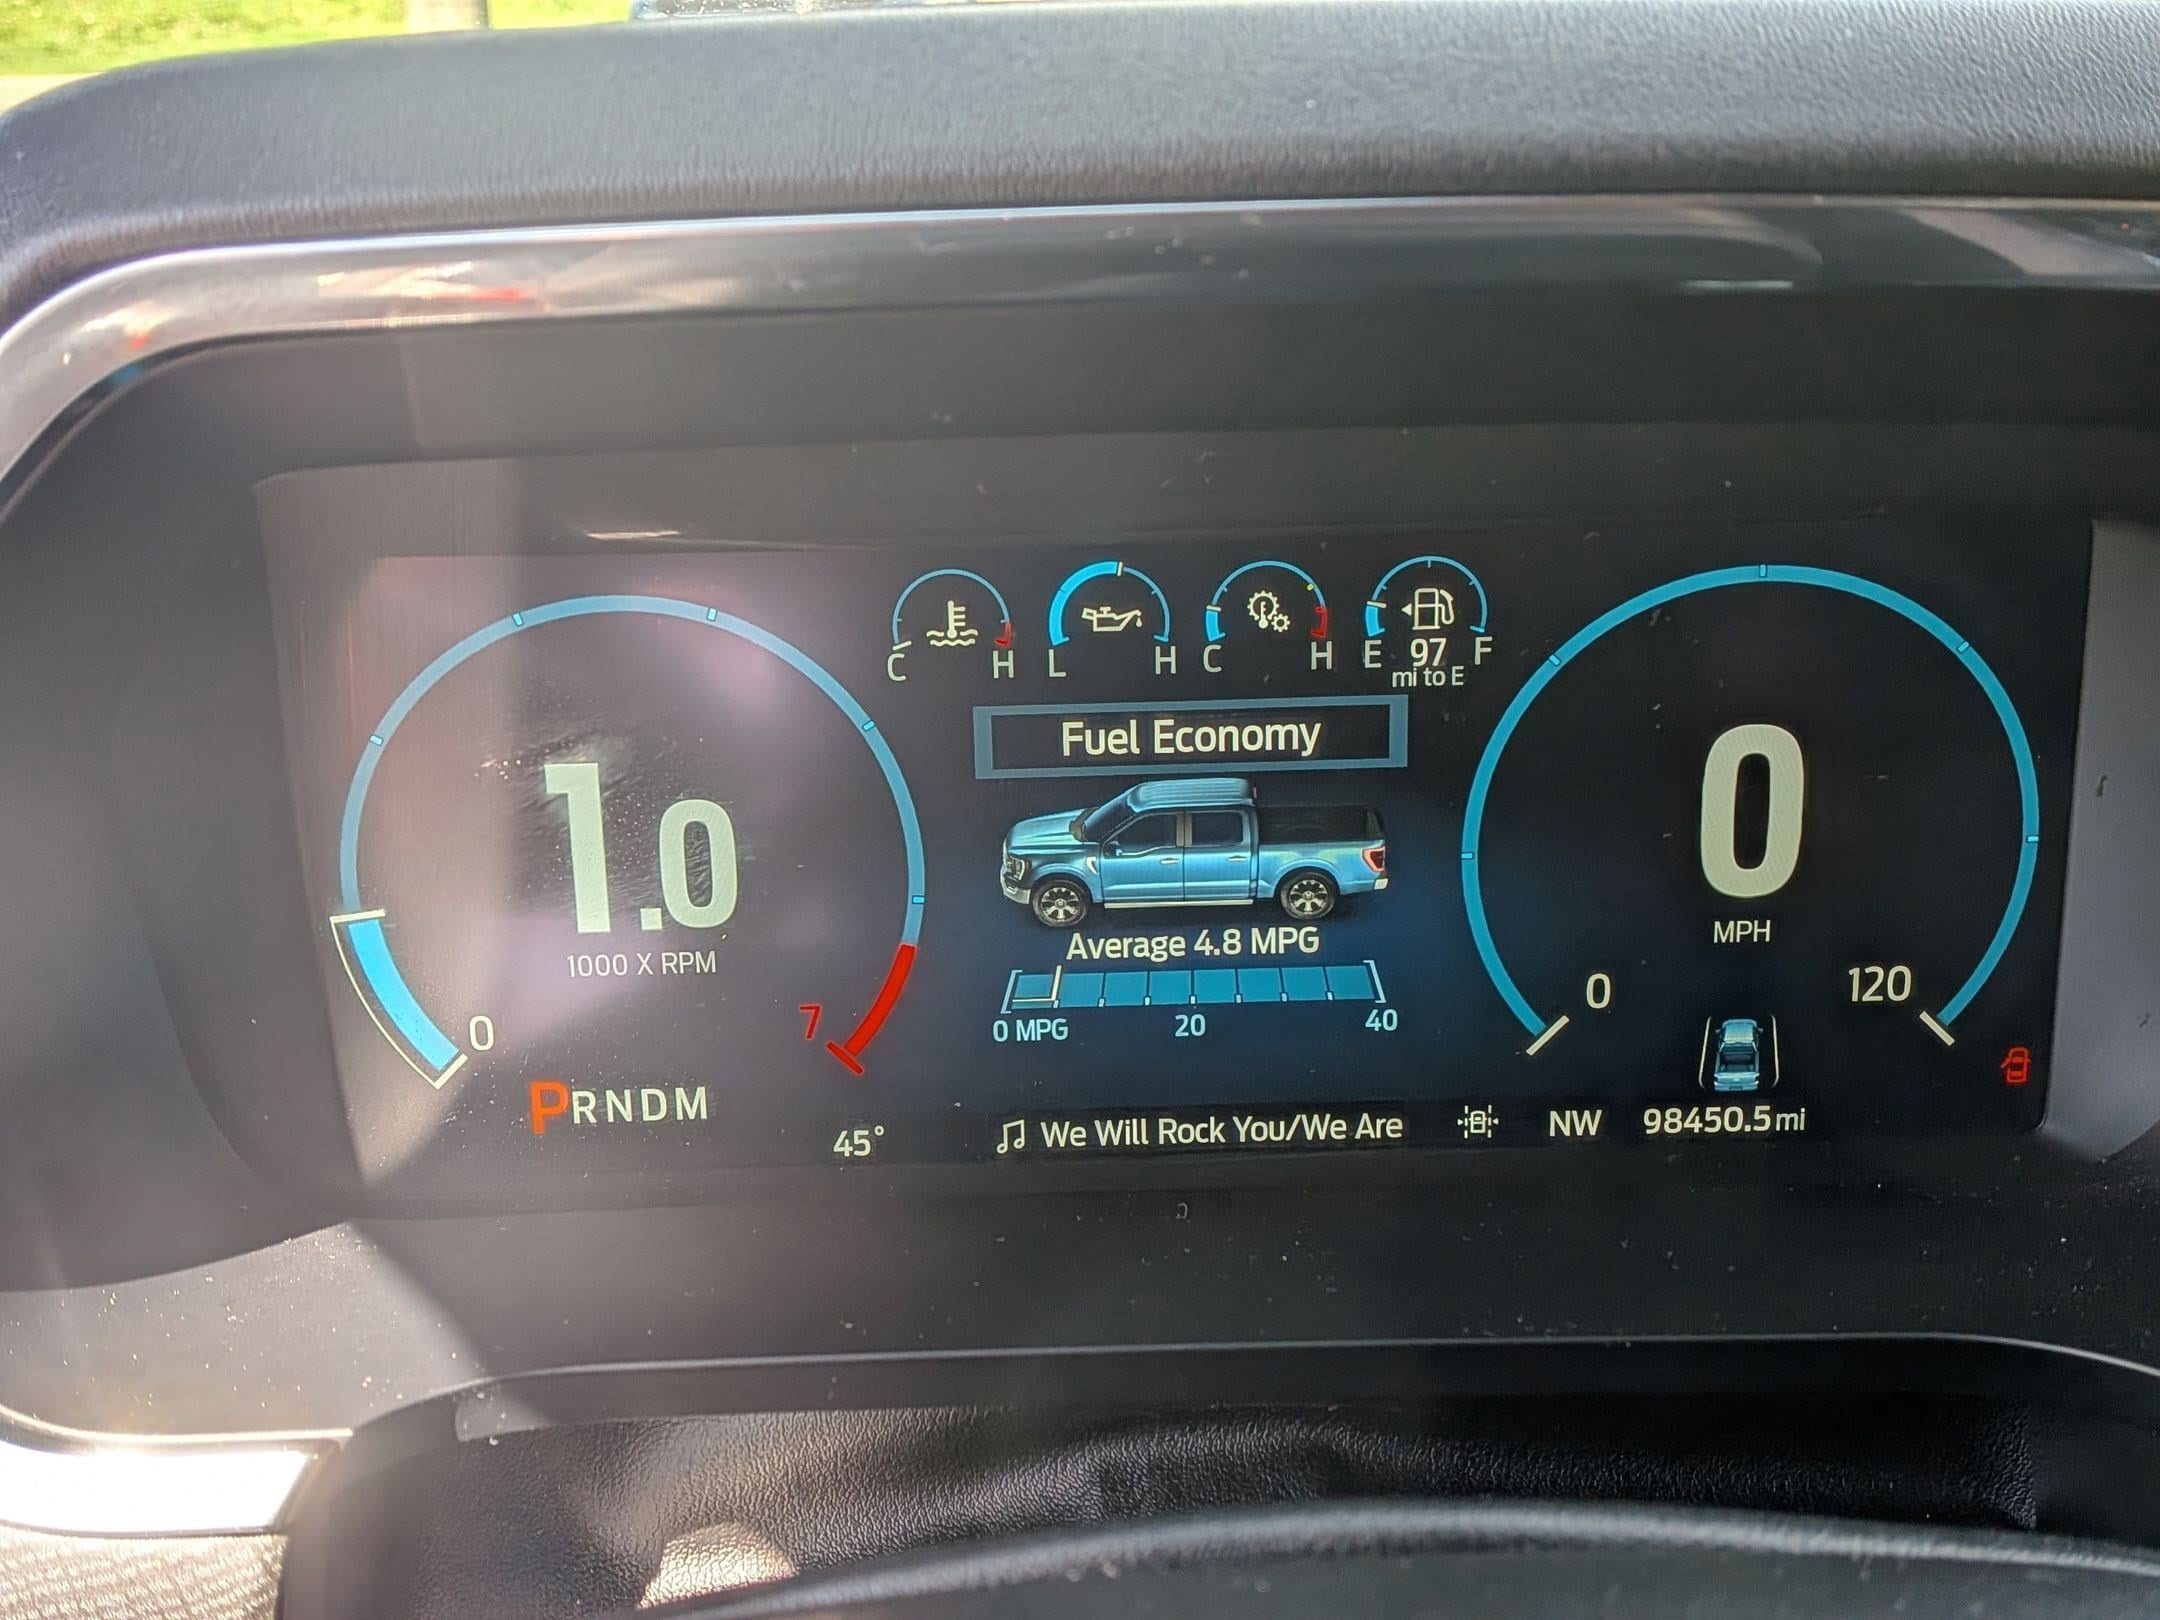 C H L H C H E 97 F
mi to E
Fuel Economy
1.0
1000 X RPM
0
7
PRNDM
45°
Average 4.8 MPG
0 MPG 20 40
We Will Rock You/We Are
NW
98450.5mi
0
MPH
0 120